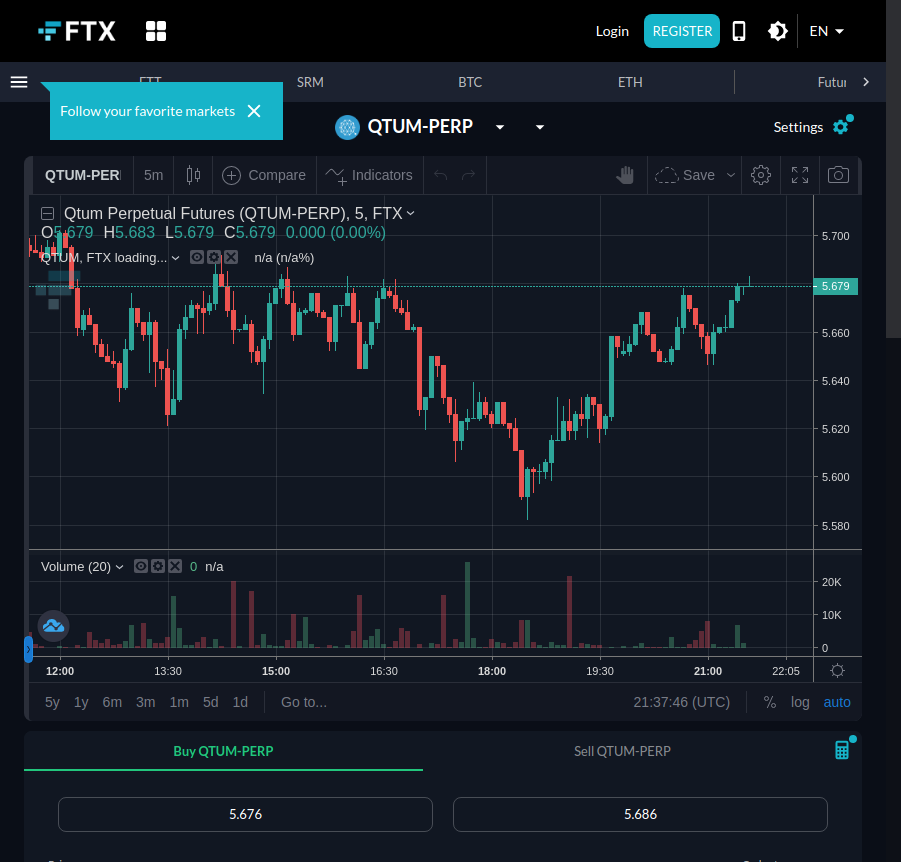 FTX
Login
REGISTER
EN
FTT
SRM
BTC
ETH
Futur
Follow your favorite markets
QTUM-PERP
Settings
QTUM-PER
5m
Compare
Indicators
Save
Qtum Perpetual Futures (QTUM-PERP), 5, FTX
O5.679 H5.683 L5.679 C5.679 0.000 (0.00%)
QTUM, FTX loading... n/a (n/a%)
5.700
5.679
5.660
5.640
5.620
5.600
5.580
Volume (20) 0 n/a
20K
10K
0
12:00 13:30 15:00 16:30 18:00 19:30 21:00 22:05
5y 1y 6m 3m 1m 5d 1d Go to... 21:37:46 (UTC) % log auto
Buy QTUM-PERP
Sell QTUM-PERP
5.676
5.686